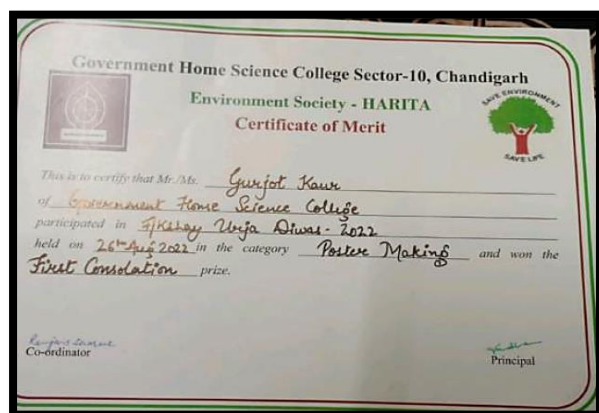 Government Home Science College Sector-10, Chandigarh
Environment Society - HARITA
Certificate of Merit
SAVE ENVIRONMENT
SAVE LIFE
This is to certify that Mr./Ms. Gurjot Kaur
of Government Home Science College
participated in Akshay Urja Diwas - 2022
held on 26th Aug 2022 in the category Poster Making and won the
First Consolation prize.
Co-ordinator
Principal